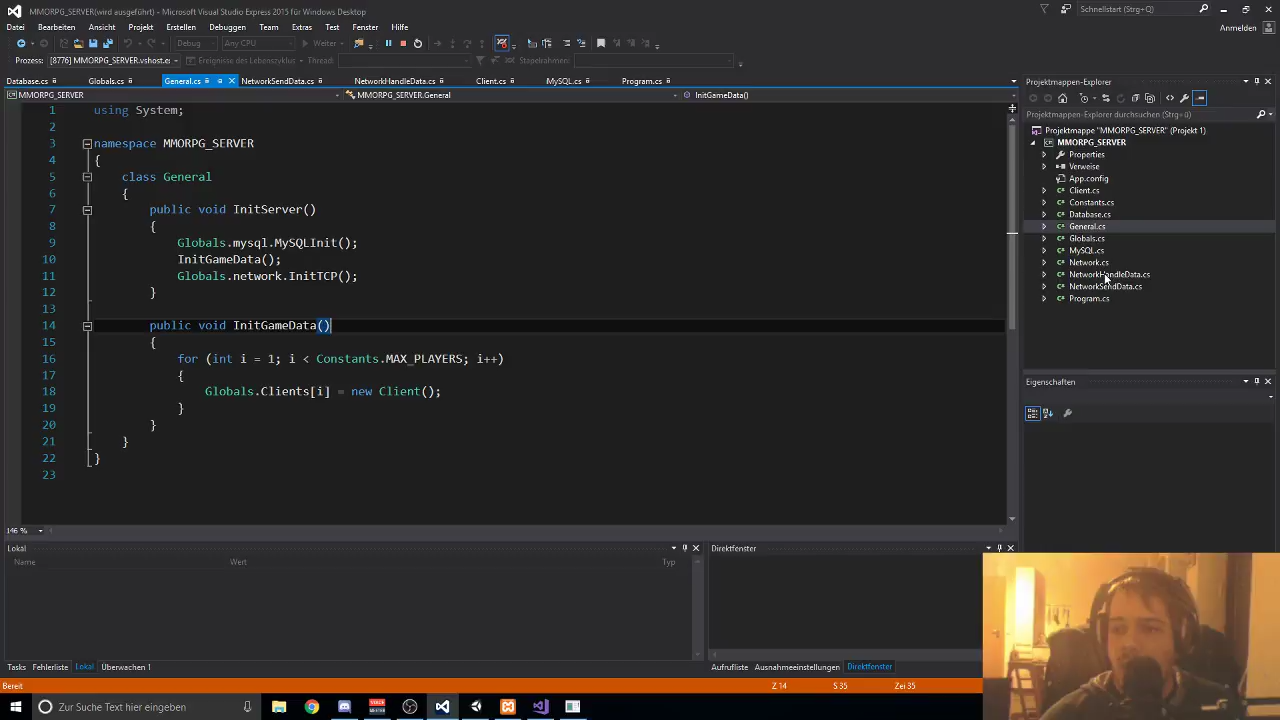 MMORPG_SERVER(wird ausgeführt) - Microsoft Visual Studio Express 2015 für Windows Desktop
Schnellstart (Strg+Q)
Datei Bearbeiten Ansicht Projekt Erstellen Debuggen Team Extras Test Fenster Hilfe
Anmelden
Debug Any CPU Weiter
Prozess: [8776] MMORPG_SERVER.vshost.e Ereignisse des Lebenszyklus Thread: Stapelrahmen:
Database.cs Globals.cs General.cs NetworkSendData.cs NetworkHandleData.cs Client.cs MySQL.cs Program.cs
MMORPG_SERVER MMORPG_SERVER.General InitGameData()
1 using System;
2
3 namespace MMORPG_SERVER
4 {
5 class General
6 {
7 public void InitServer()
8 {
9 Globals.mysql.MySQLInit();
10 InitGameData();
11 Globals.network.InitTCP();
12 }
13
14 public void InitGameData()
15 {
16 for (int i = 1; i < Constants.MAX_PLAYERS; i++)
17 {
18 Globals.Clients[i] = new Client();
19 }
20 }
21 }
22 }
23
146 %
Projektmappen-Explorer
Projektmappen-Explorer durchsuchen (Strg+ü)
Projektmappe "MMORPG_SERVER" (Projekt 1)
MMORPG_SERVER
Properties
Verweise
App.config
Client.cs
Constants.cs
Database.cs
General.cs
Globals.cs
MySQL.cs
Network.cs
NetworkHandleData.cs
NetworkSendData.cs
Program.cs
Eigenschaften
Lokal
Name Wert Typ
Direktfenster
Tasks Fehlerliste Lokal Überwachen 1
Aufrufliste Ausnahmeeinstellungen Direktfenster
Bereit Z 14 S 35 Zei 35
Zur Suche Text hier eingeben